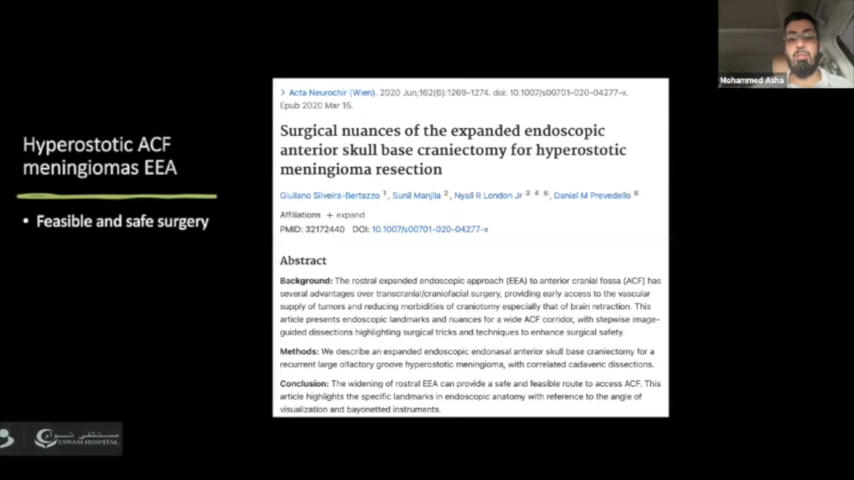 Mohammed Asha
Hyperostotic ACF
meningiomas EEA
• Feasible and safe surgery
> Acta Neurochir (Wien). 2020 Jun;162(6):1269-1274. doi: 10.1007/s00701-020-04277-x.
Epub 2020 Mar 15.
Surgical nuances of the expanded endoscopic
anterior skull base craniectomy for hyperostotic
meningioma resection
Giuliano Silveira-Bertazzo 1, Sunil Manjila 2, Nyall R London Jr 3 4 5, Daniel M Prevedello 6
Affiliations + expand
PMID: 32172440 DOI: 10.1007/s00701-020-04277-x
Abstract
Background: The rostral expanded endoscopic approach (EEA) to anterior cranial fossa (ACF) has
several advantages over transcranial/craniofacial surgery, providing early access to the vascular
supply of tumors and reducing morbidities of craniotomy especially that of brain retraction. This
article presents endoscopic landmarks and nuances for a wide ACF corridor, with stepwise image-
guided dissections highlighting surgical tricks and techniques to enhance surgical safety.
Methods: We describe an expanded endoscopic endonasal anterior skull base craniectomy for a
recurrent large olfactory groove hyperostotic meningioma, with correlated cadaveric dissections.
Conclusion: The widening of rostral EEA can provide a safe and feasible route to access ACF. This
article highlights the specific landmarks in endoscopic anatomy with reference to the angle of
visualization and bayonetted instruments.
مستشفى توام
TAWAM HOSPITAL